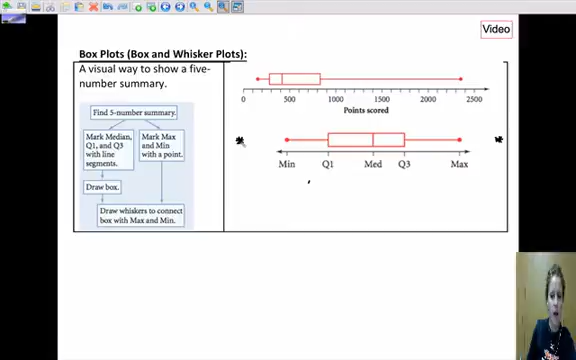 Video
Box Plots (Box and Whisker Plots):
A visual way to show a five-
number summary.
Find 5-number summary.
Mark Median,
Q1, and Q3
with line
segments.
Mark Max
and Min
with a point.
Draw box.
Draw whiskers to connect
box with Max and Min.
0 500 1000 1500 2000 2500
Points scored
Min Q1 Med Q3 Max